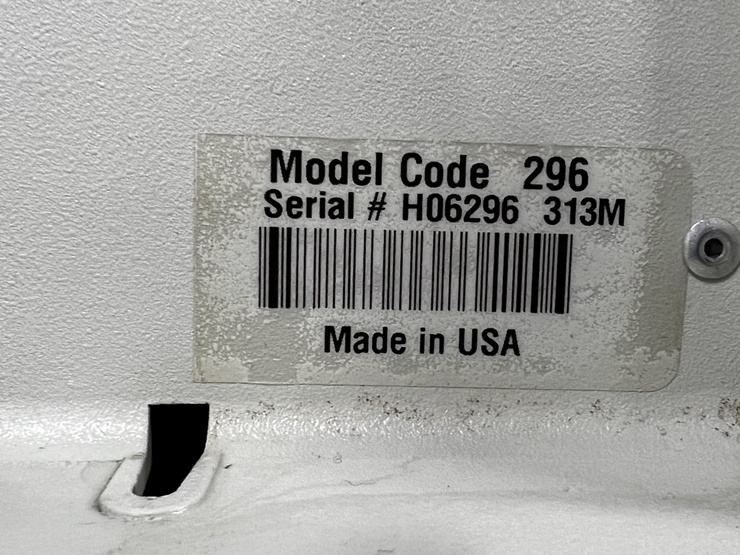 Model Code 296
Serial # H06296 313M
Made in USA